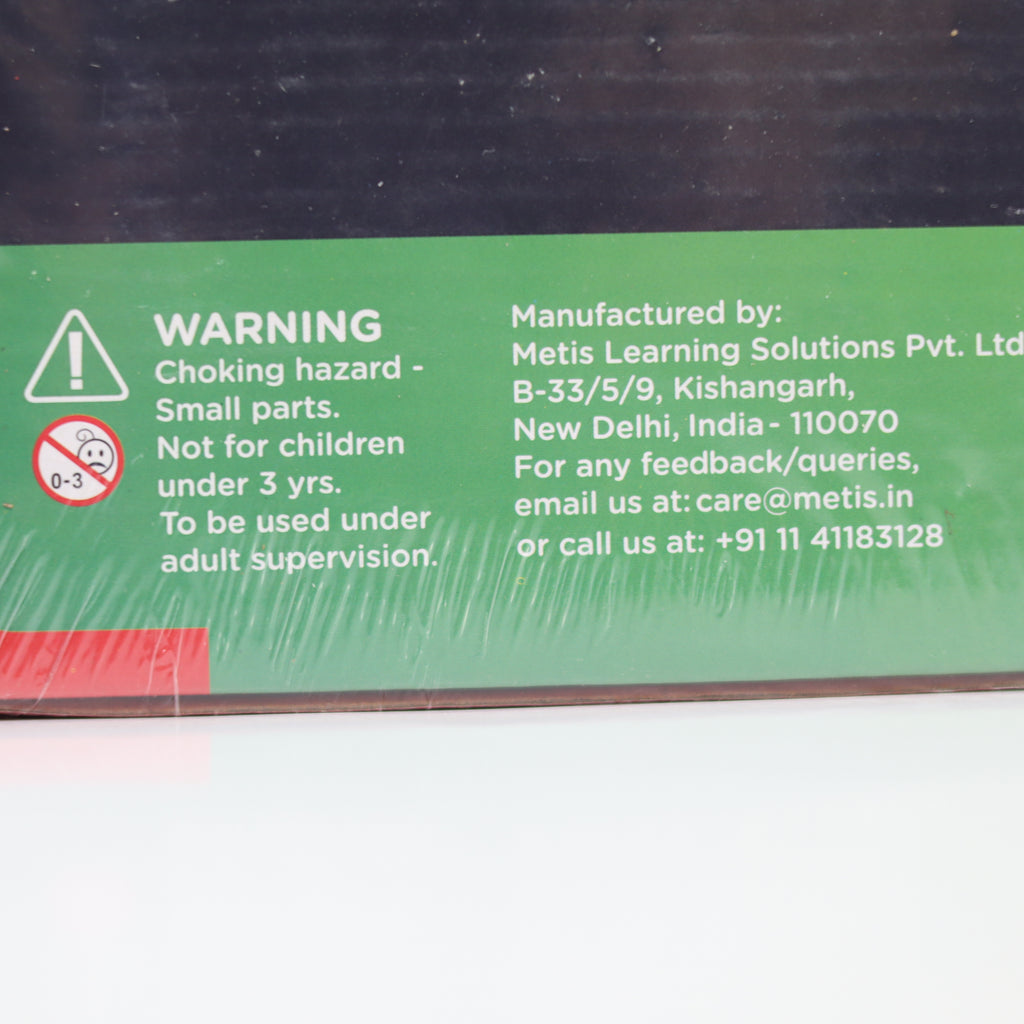 WARNING
Choking hazard -
Small parts.
Not for children
under 3 yrs.
To be used under
adult supervision.
0-3
Manufactured by:
Metis Learning Solutions Pvt. Ltd
B-33/5/9, Kishangarh,
New Delhi, India - 110070
For any feedback/queries,
email us at: care@metis.in
or call us at: +91 11 41183128